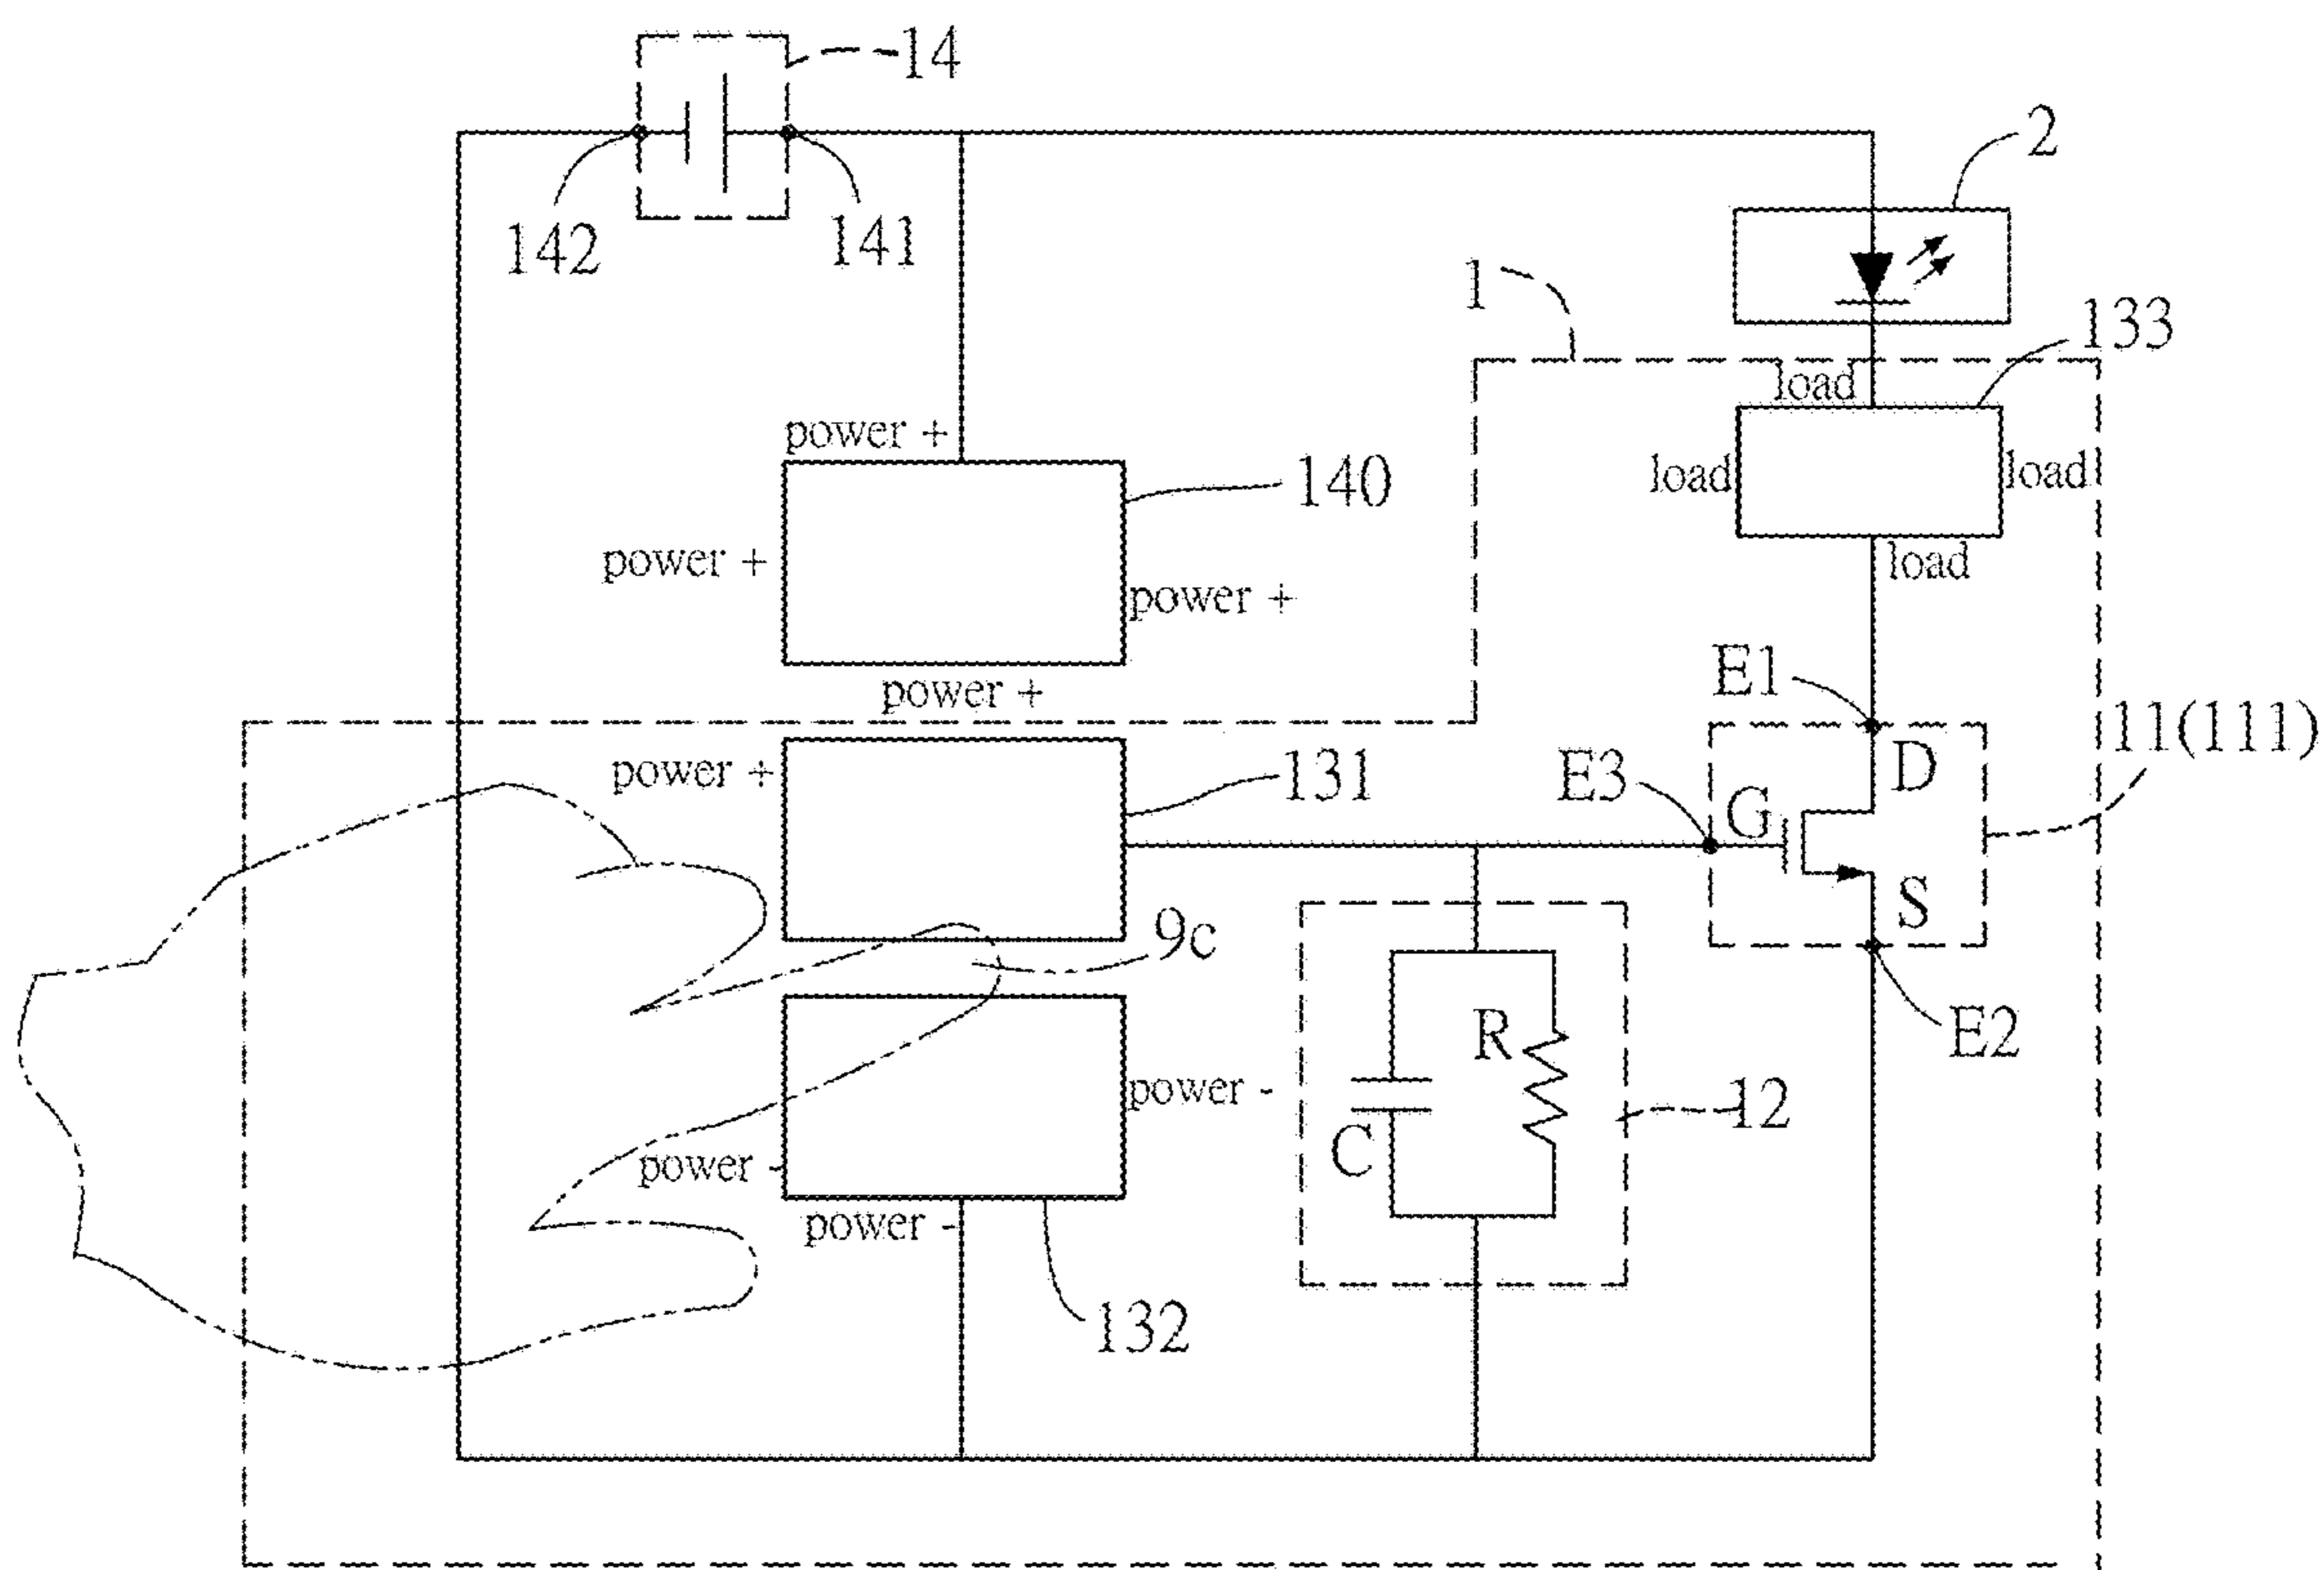 14
2
142
141
1
133
load
power +
140
load
load
power +
load
power +
E1
power +
11(111)
power +
131
E3
D
G
9c
S
R
E2
power -
12
C
power -
power -
132